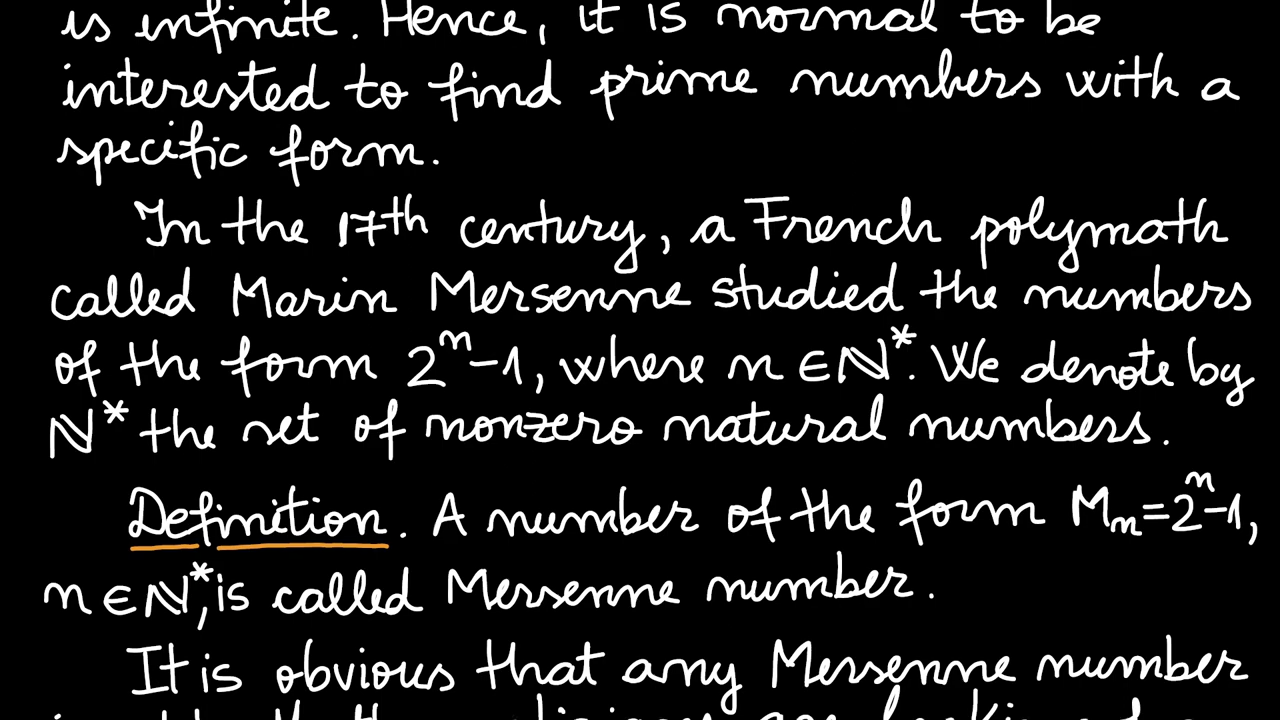 is infinite. Hence, it is normal to be
interested to find prime numbers with a
specific form.
In the 17th century, a French polymath
called Marin Mersenne studied the numbers
of the form 2ⁿ-1, where n ∈ ℕ*. We denote by
ℕ* the set of nonzero natural numbers.
Definition. A number of the form Mₙ=2ⁿ-1,
n ∈ ℕ*, is called Mersenne number.
It is obvious that any Mersenne number